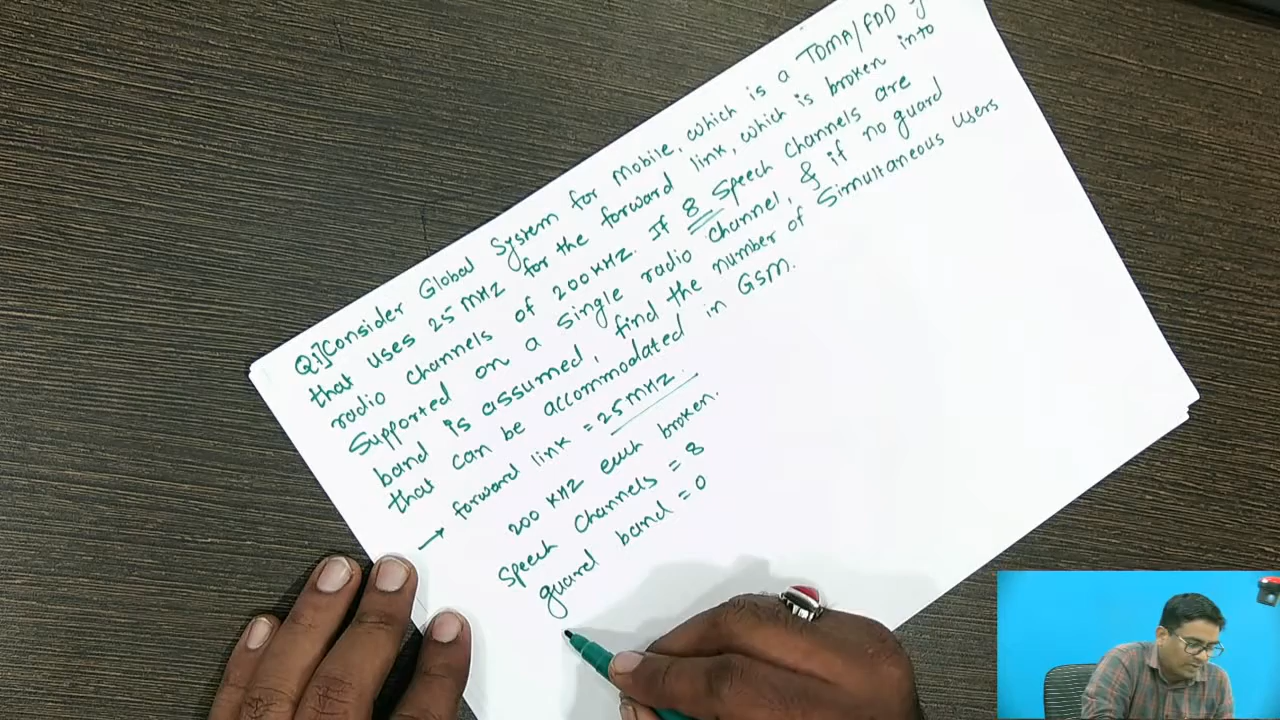 Q1] Consider Global System for Mobile, which is a TDMA/FDD
that uses 25 MHz for the forward link, which is broken into
radio channels of 200 KHZ. If 8 speech channels are
supported on a single radio channel, & if no guard
band is assumed, find the number of simultaneous users
that can be accommodated in GSM.
→ forward link = 25 MHZ.
200 KHZ each broken.
Speech channels = 8
guard band = 0